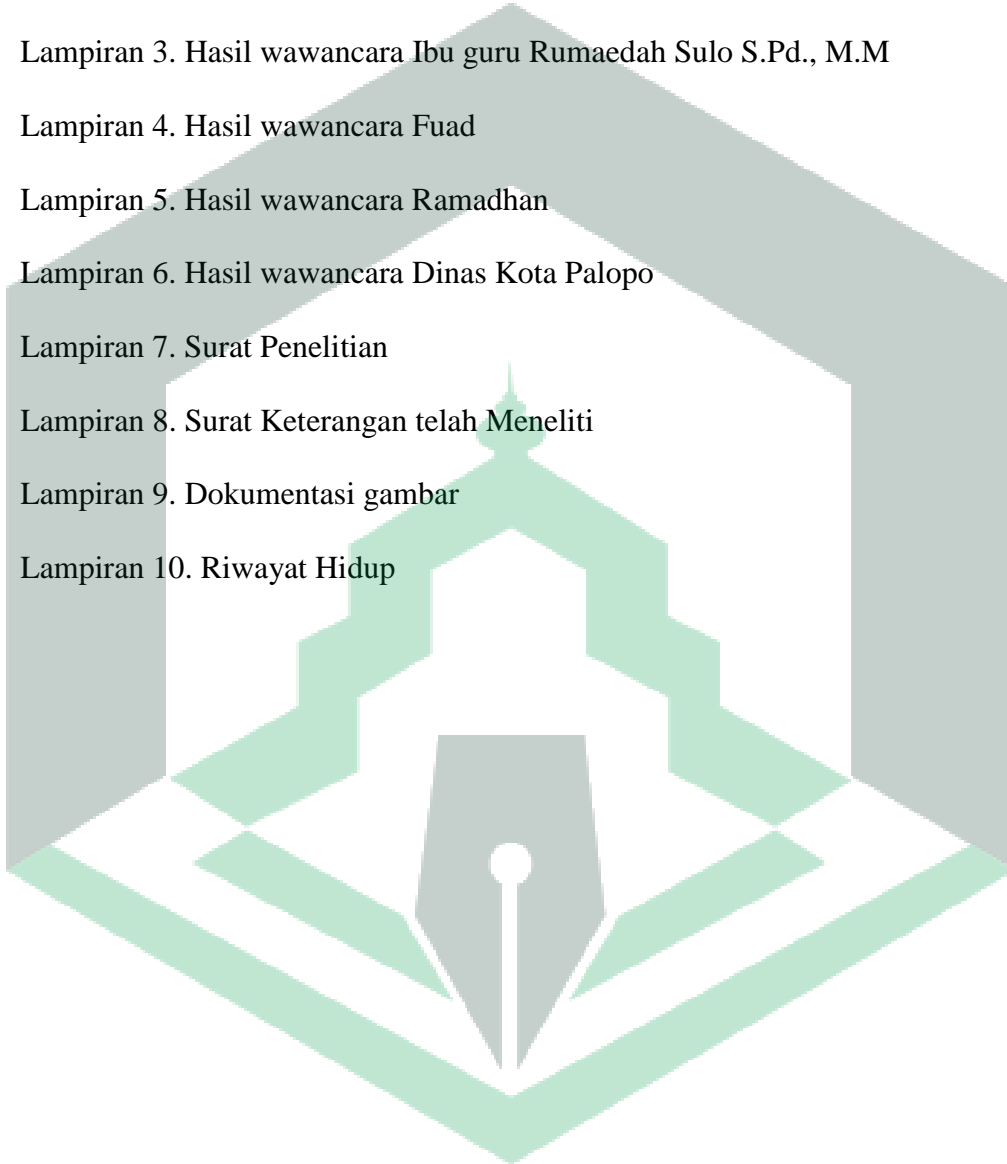 Lampiran 3. Hasil wawancara Ibu guru Rumaedah Sulo S.Pd., M.M
Lampiran 4. Hasil wawancara Fuad
Lampiran 5. Hasil wawancara Ramadhan
Lampiran 6. Hasil wawancara Dinas Kota Palopo
Lampiran 7. Surat Penelitian
Lampiran 8. Surat Keterangan telah Meneliti
Lampiran 9. Dokumentasi gambar
Lampiran 10. Riwayat Hidup